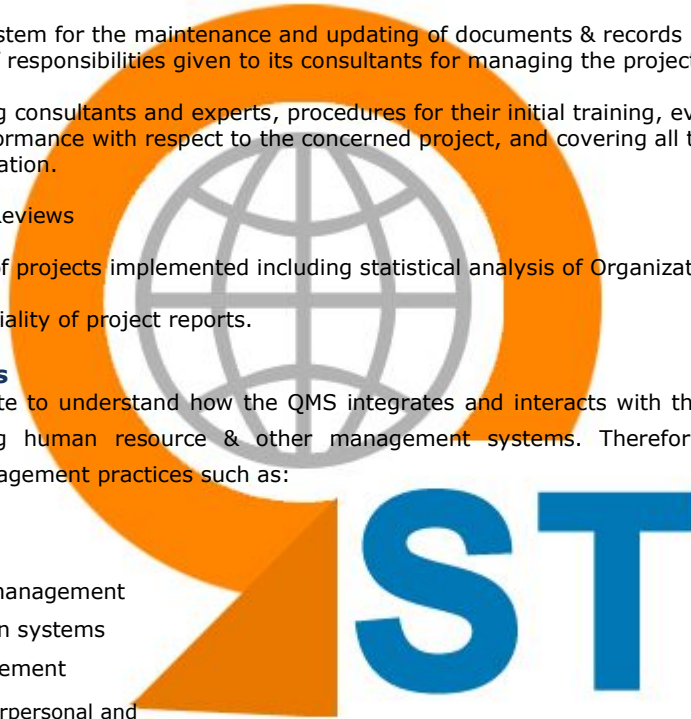 stem for the maintenance and updating of documents & records
responsibilities given to its consultants for managing the project
g consultants and experts, procedures for their initial training, ev
ormance with respect to the concerned project, and covering all t
ation.
Reviews
of projects implemented including statistical analysis of Organizat
iality of project reports.
s
te to understand how the QMS integrates and interacts with th
g human resource & other management systems. Therefor
agement practices such as:
ST
management
n systems
ement
rpersonal and